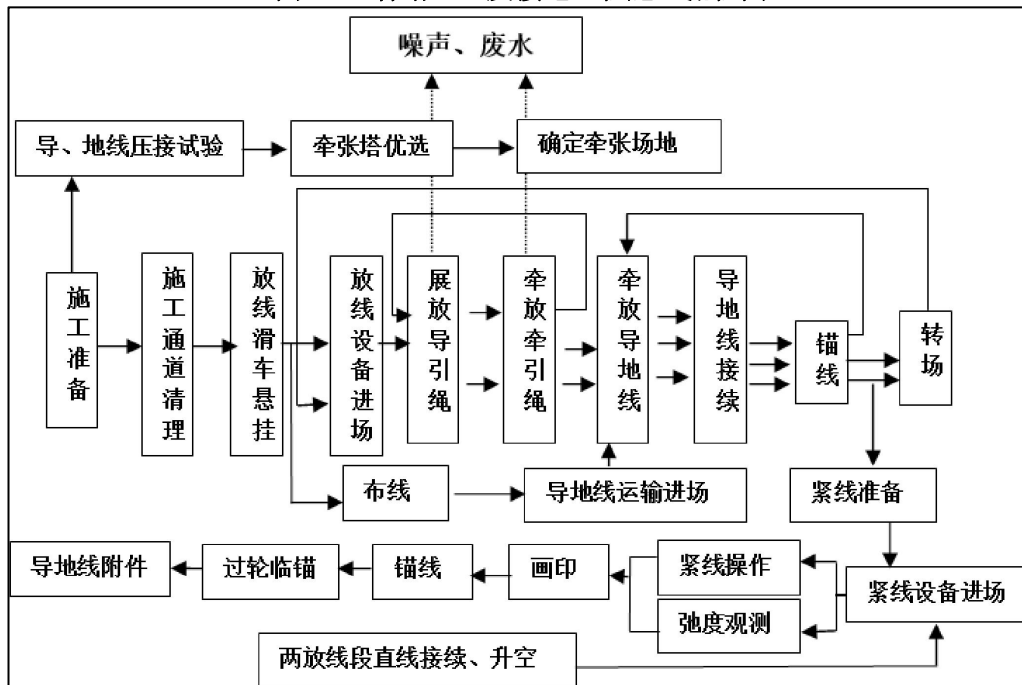 噪声、废水
导、地线压接试验
牵张塔优选
确定牵张场地
施工准备
施工通道清理
放线滑车悬挂
放线设备进场
展放导引绳
牵放牵引绳
牵放导地线
导地线接续
锚线
转场
布线
导地线运输进场
紧线准备
导地线附件
过轮临锚
锚线
画印
紧线操作
弛度观测
紧线设备进场
两放线段直线接续、升空